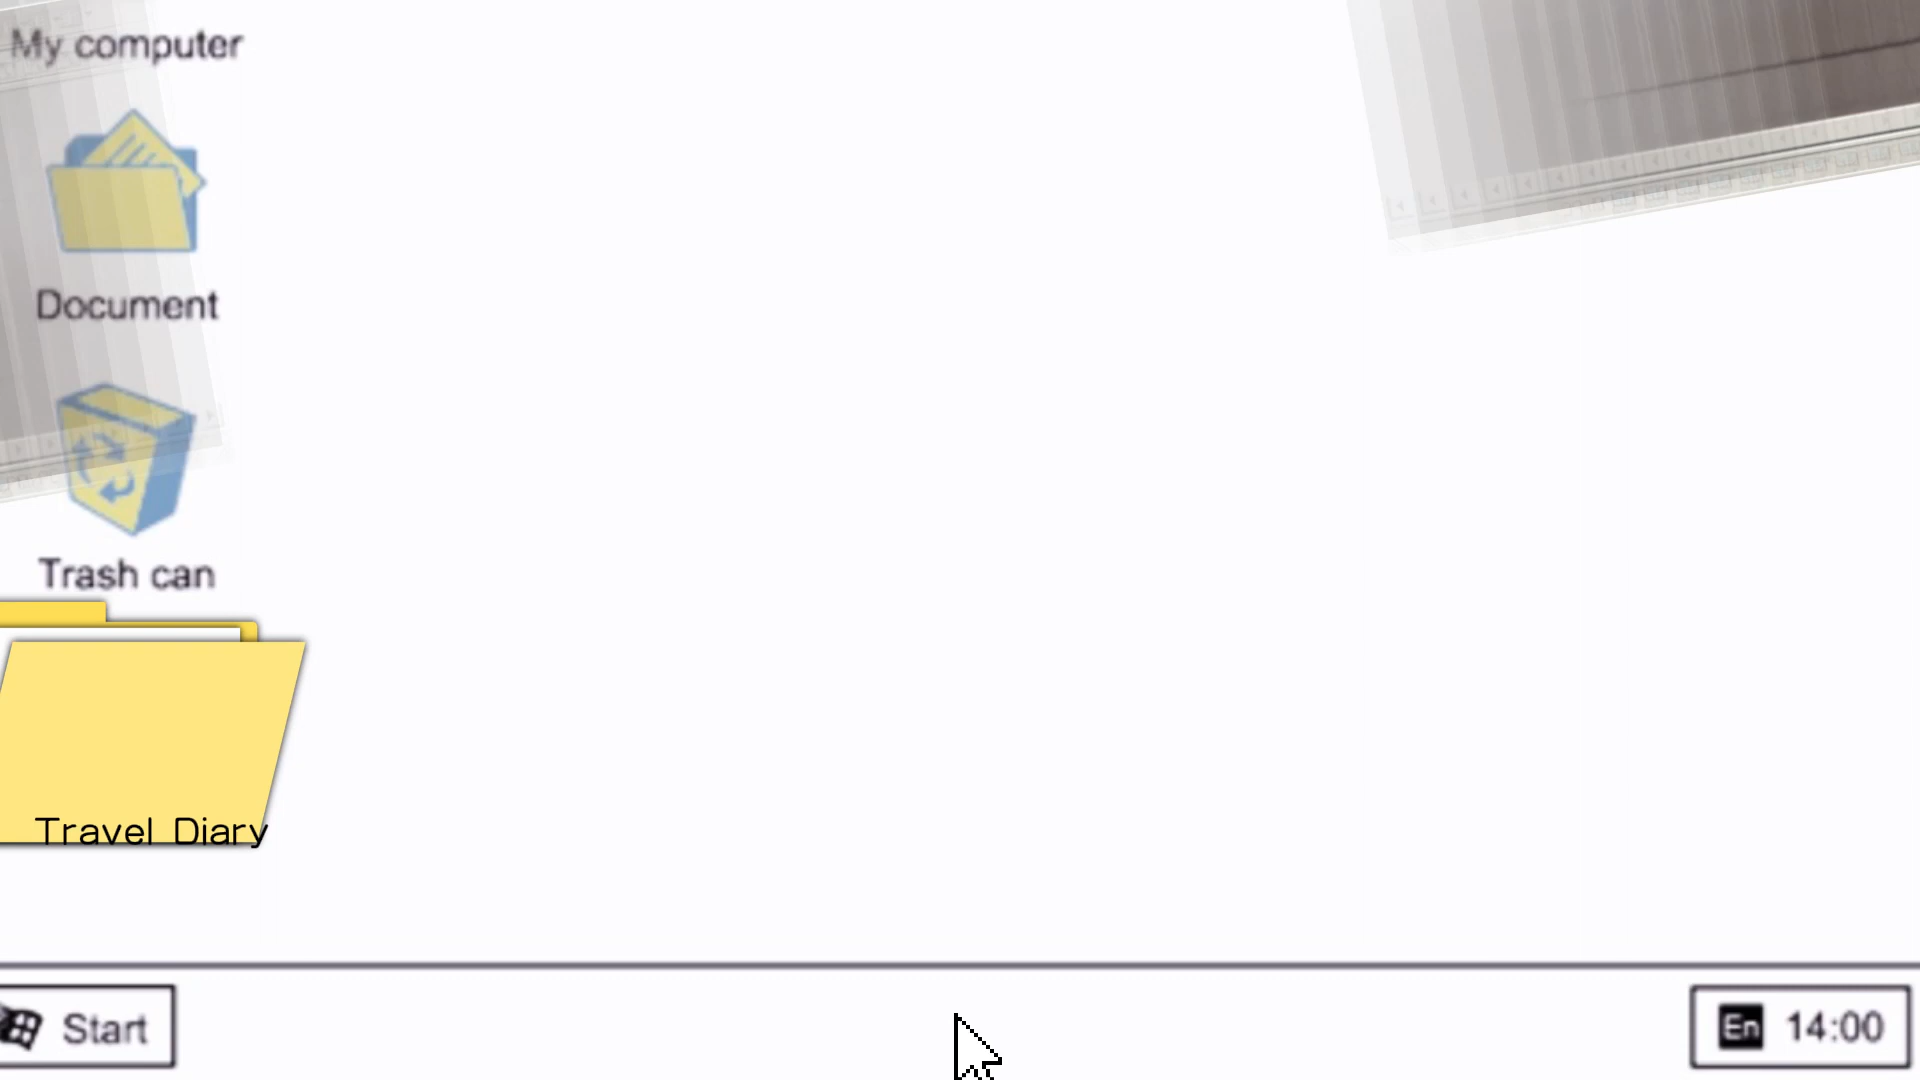 My computer
Document
Trash can
Travel Diary
Start
En 14:00